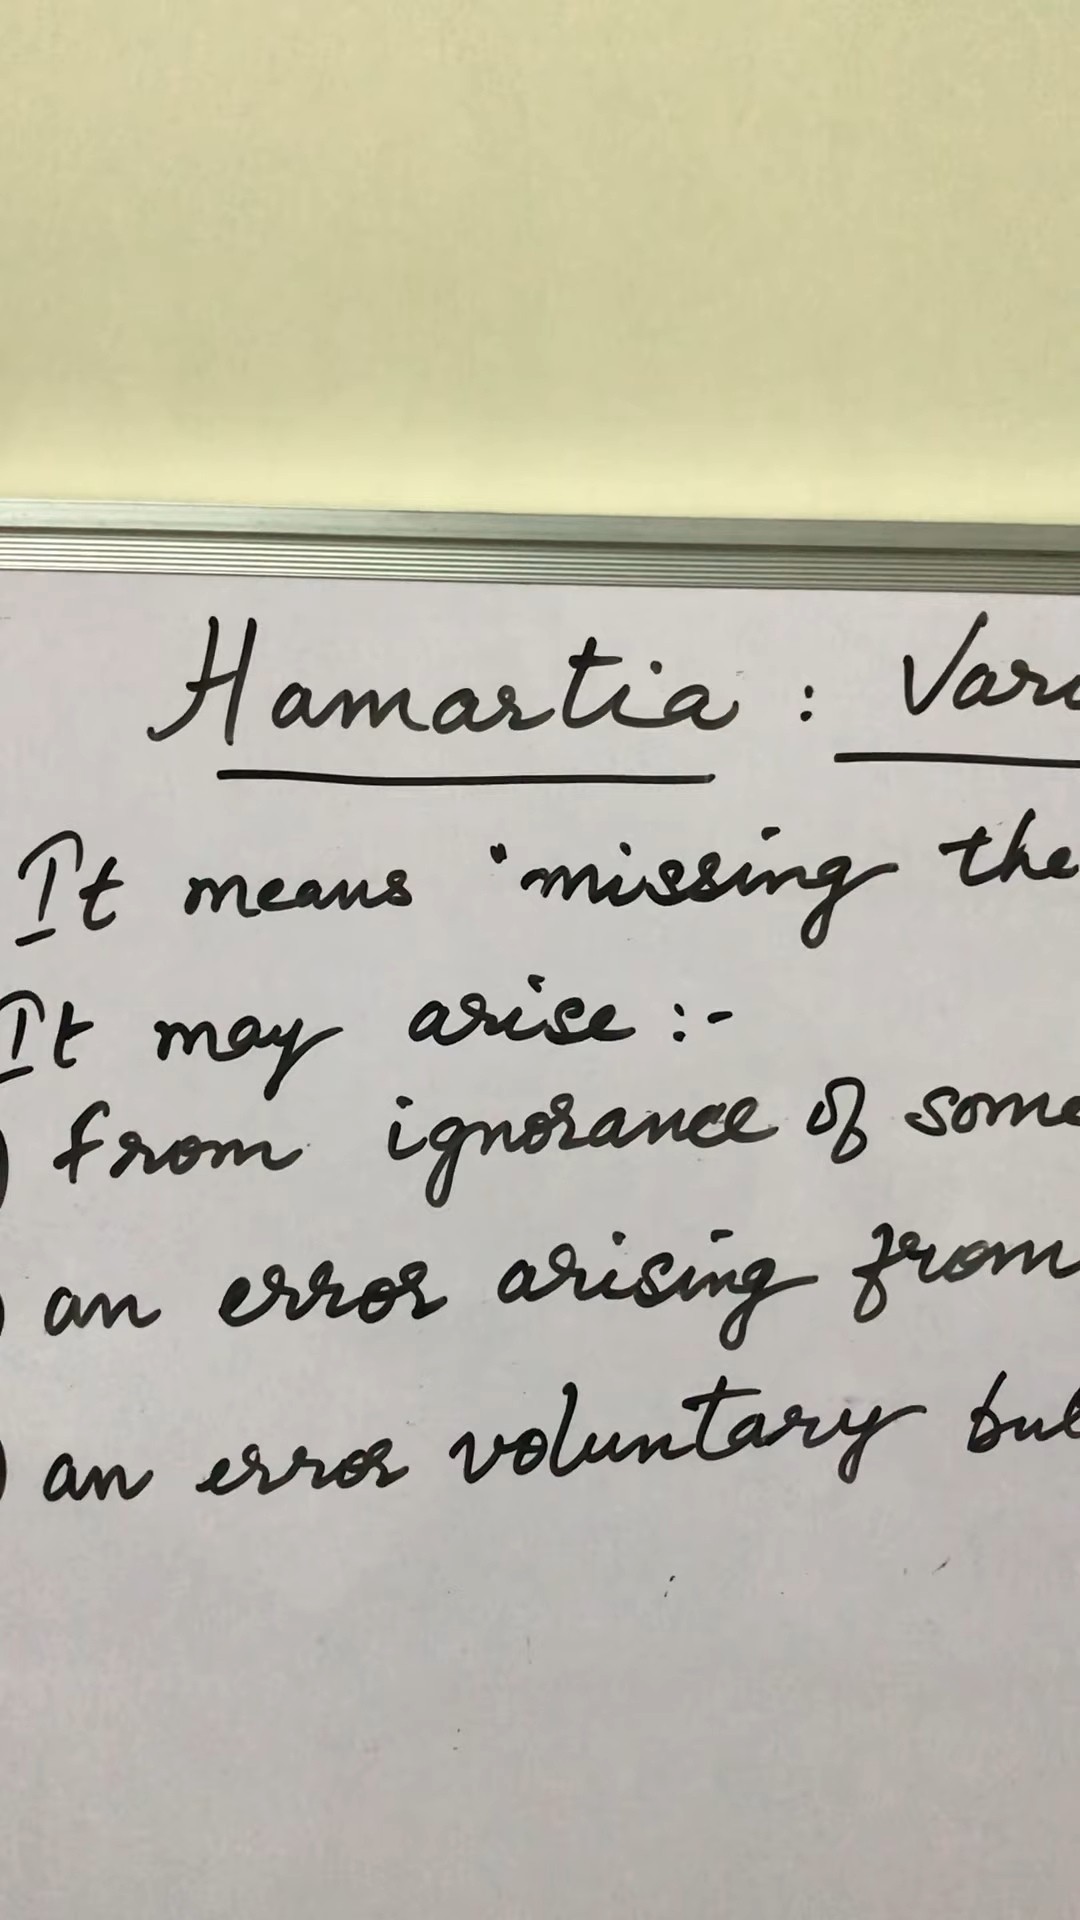 Hamartia : Vari
It means 'missing the
It may arise :-
) from ignorance of some
) an error arising from
) an error voluntary but